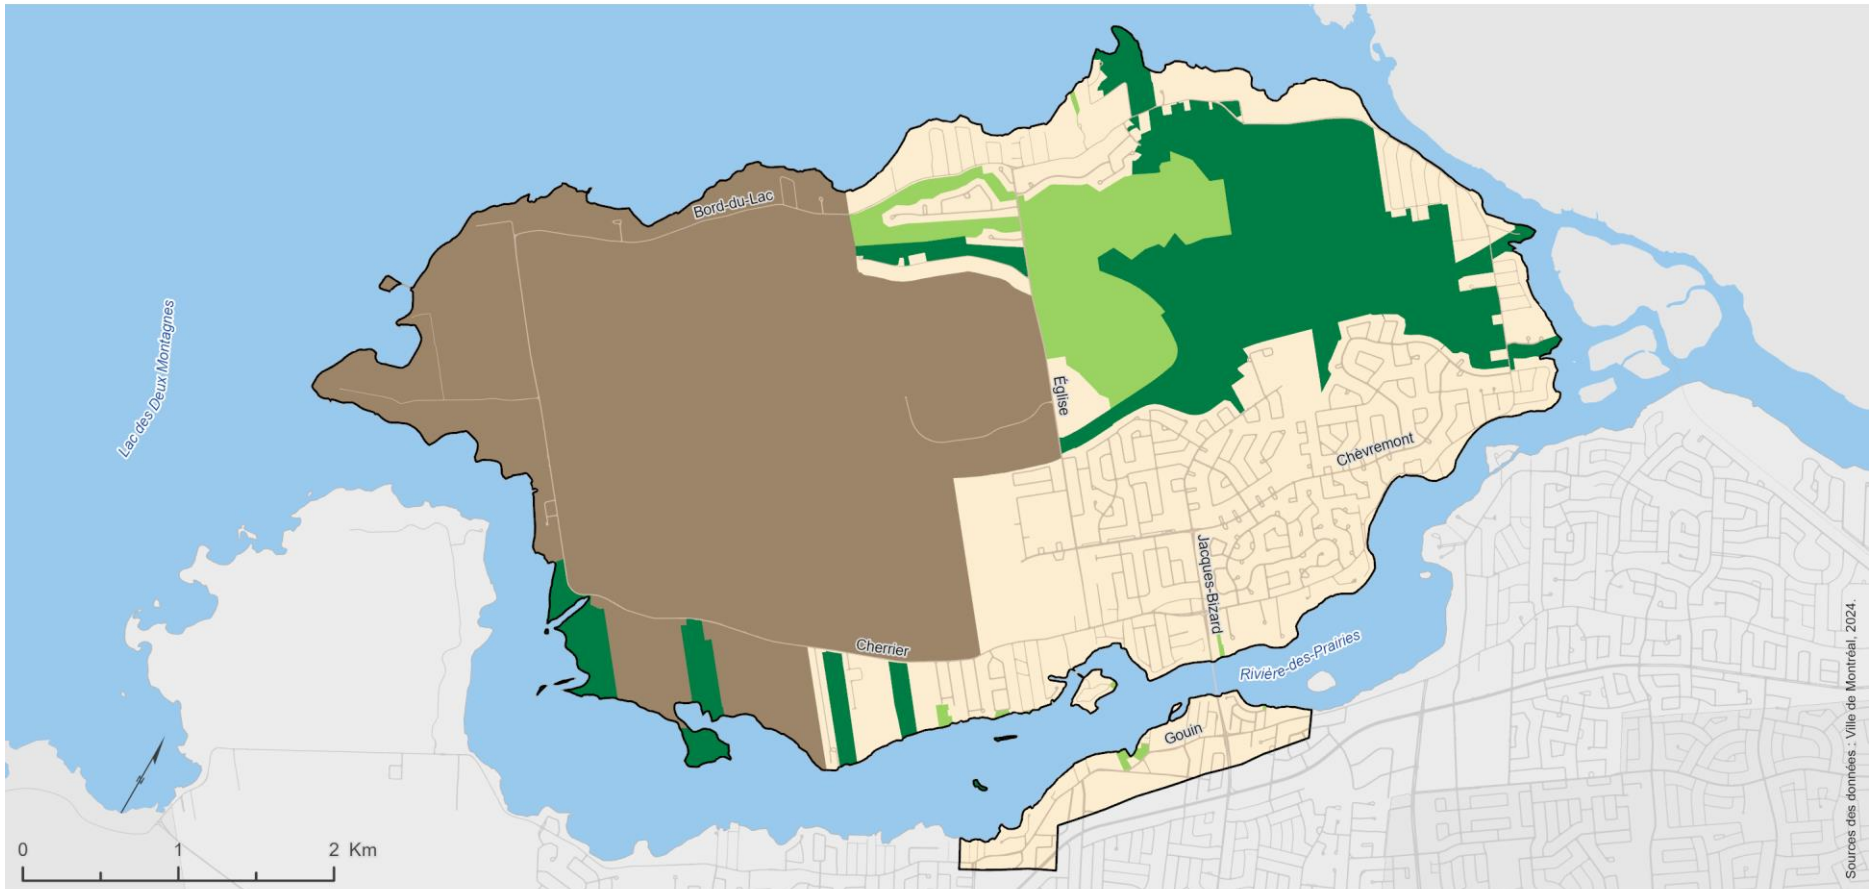 Bord-du-Lac
Lac des Deux Montagnes
Église
Chèvremont
Jacques-Bizard
Cherrier
Rivière-des-Prairies
Gouin
N
0 1 2 Km
Sources des données : Ville de Montréal, 2024.